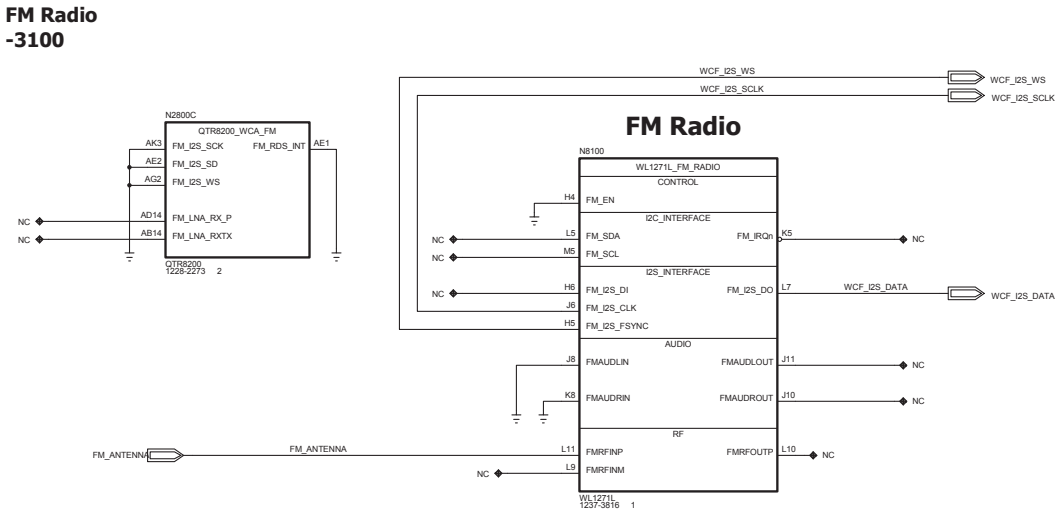 FM Radio
-3100
WCF_I2S_WS
WCF_I2S_WS
WCF_I2S_SCLK
WCF_I2S_SCLK
N2800C
QTR8200_WCA_FM
AK3 FM_I2S_SCK FM_RDS_INT AE1
AE2 FM_I2S_SD
AG2 FM_I2S_WS
NC AD14 FM_LNA_RX_P
NC AB14 FM_LNA_RXTX
QTR8200
1228-2273 2
FM Radio
N8100
WL1271L_FM_RADIO
CONTROL
H4 FM_EN
I2C_INTERFACE
NC L5 FM_SDA FM_IRQn K5 NC
NC M5 FM_SCL
I2S_INTERFACE
NC H6 FM_I2S_DI FM_I2S_DO L7 WCF_I2S_DATA WCF_I2S_DATA
J6 FM_I2S_CLK
H5 FM_I2S_FSYNC
AUDIO
J8 FMAUDLIN FMAUDLOUT J11 NC
K8 FMAUDRIN FMAUDROUT J10 NC
RF
FM_ANTENNA FM_ANTENNA L11 FMRFINP FMRFOUTP L10 NC
NC L9 FMRFINM
WL1271L
1237-3816 1